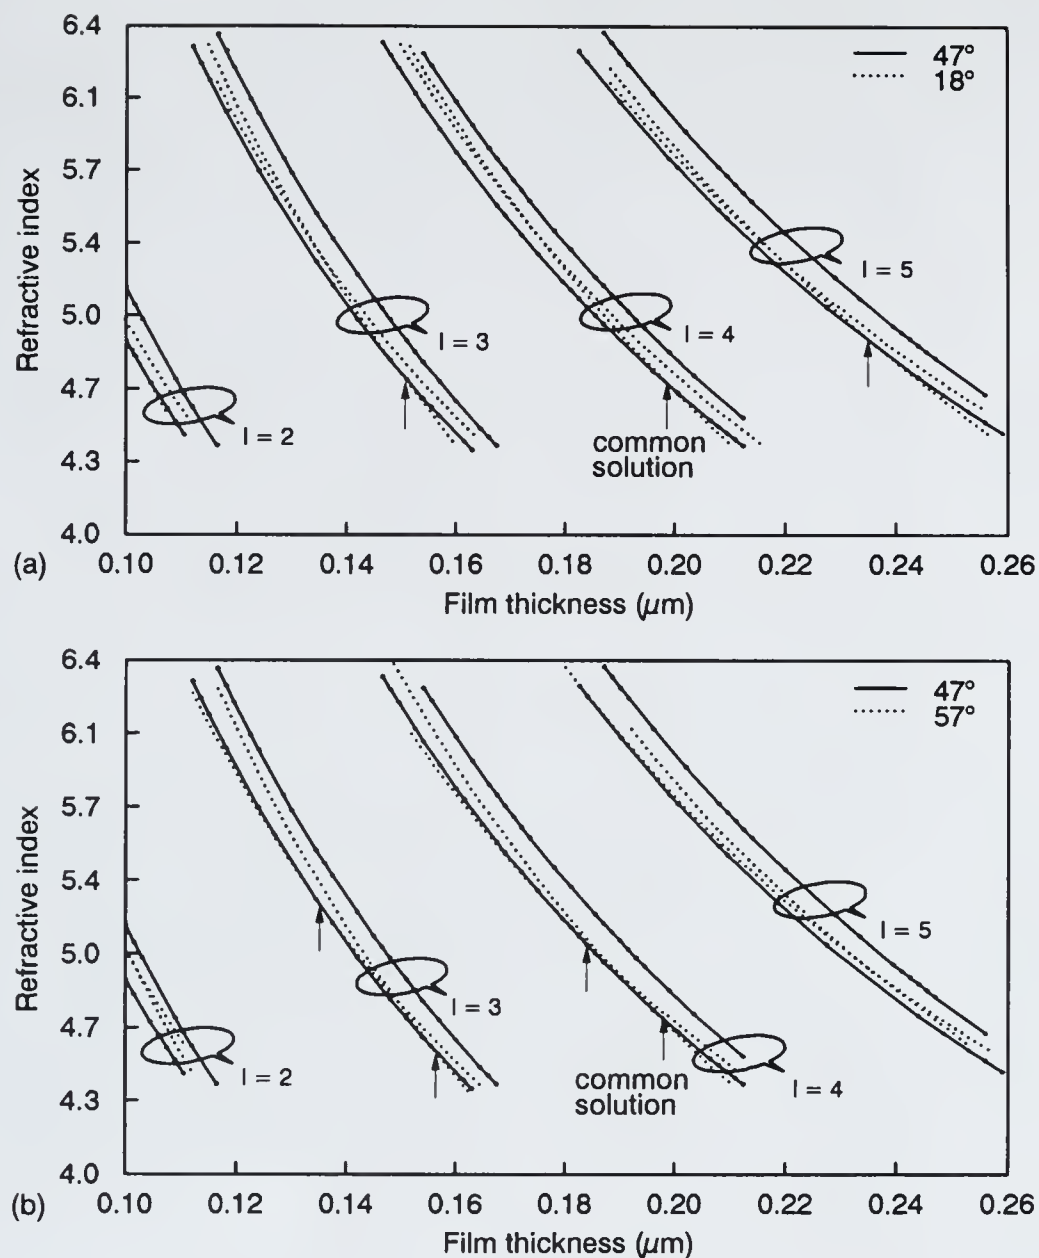 6.4
6.1
5.7
5.4
5.0
4.7
4.3
4.0
Refractive index
47°
18°
l = 5
l = 4
l = 3
l = 2
common
solution
0.10 0.12 0.14 0.16 0.18 0.20 0.22 0.24 0.26
(a)
Film thickness (μm)
6.4
6.1
5.7
5.4
5.0
4.7
4.3
4.0
Refractive index
47°
57°
l = 5
l = 3
l = 2
l = 4
common
solution
0.10 0.12 0.14 0.16 0.18 0.20 0.22 0.24 0.26
(b)
Film thickness (μm)